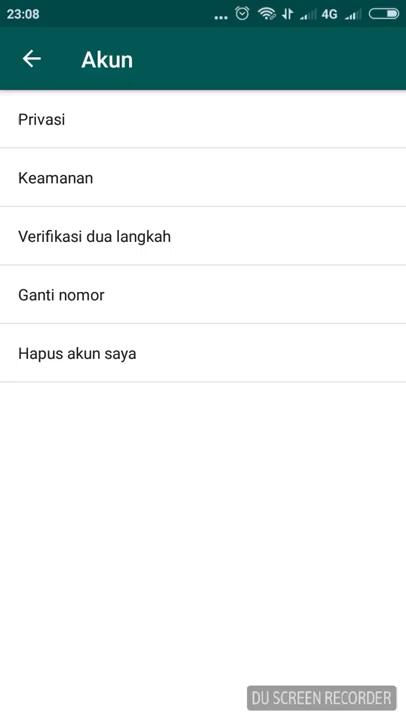 23:08
4G
Akun
Privasi
Keamanan
Verifikasi dua langkah
Ganti nomor
Hapus akun saya
DU SCREEN RECORDER